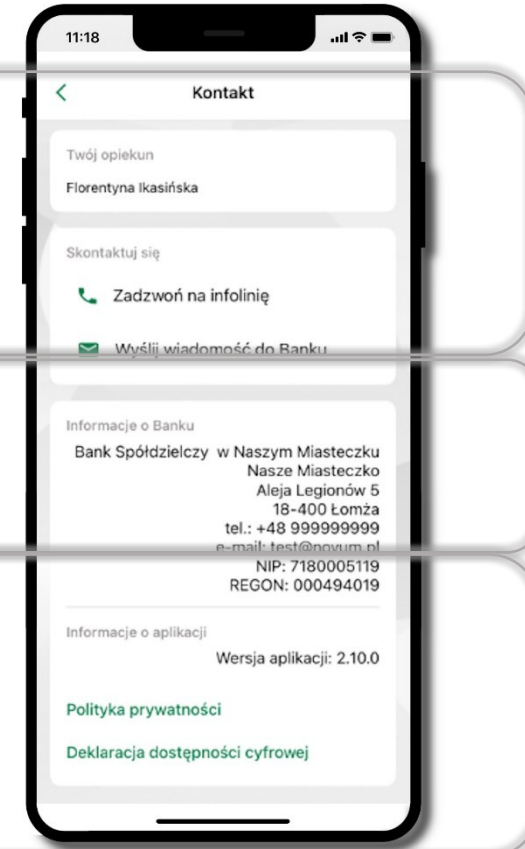 11:18
Kontakt
Twój opiekun
Florentyna Ikasińska
Skontaktuj się
Zadzwoń na infolinię
Wyślij wiadomość do Banku
Informacje o Banku
Bank Spółdzielczy w Naszym Miasteczku
Nasze Miasteczko
Aleja Legionów 5
18-400 Łomża
tel.: +48 999999999
e-mail: test@novum.pl
NIP: 7180005119
REGON: 000494019
Informacje o aplikacji
Wersja aplikacji: 2.10.0
Polityka prywatności
Deklaracja dostępności cyfrowej